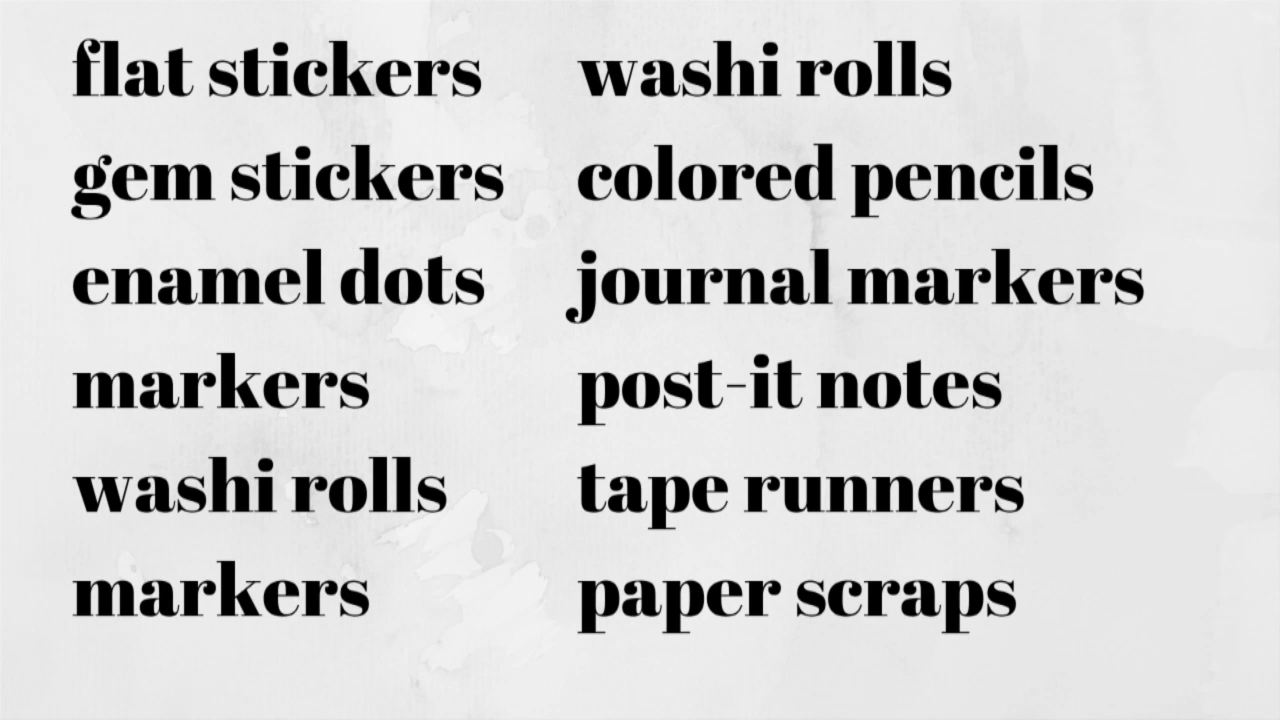 flat stickers
gem stickers
enamel dots
markers
washi rolls
markers
washi rolls
colored pencils
journal markers
post-it notes
tape runners
paper scraps